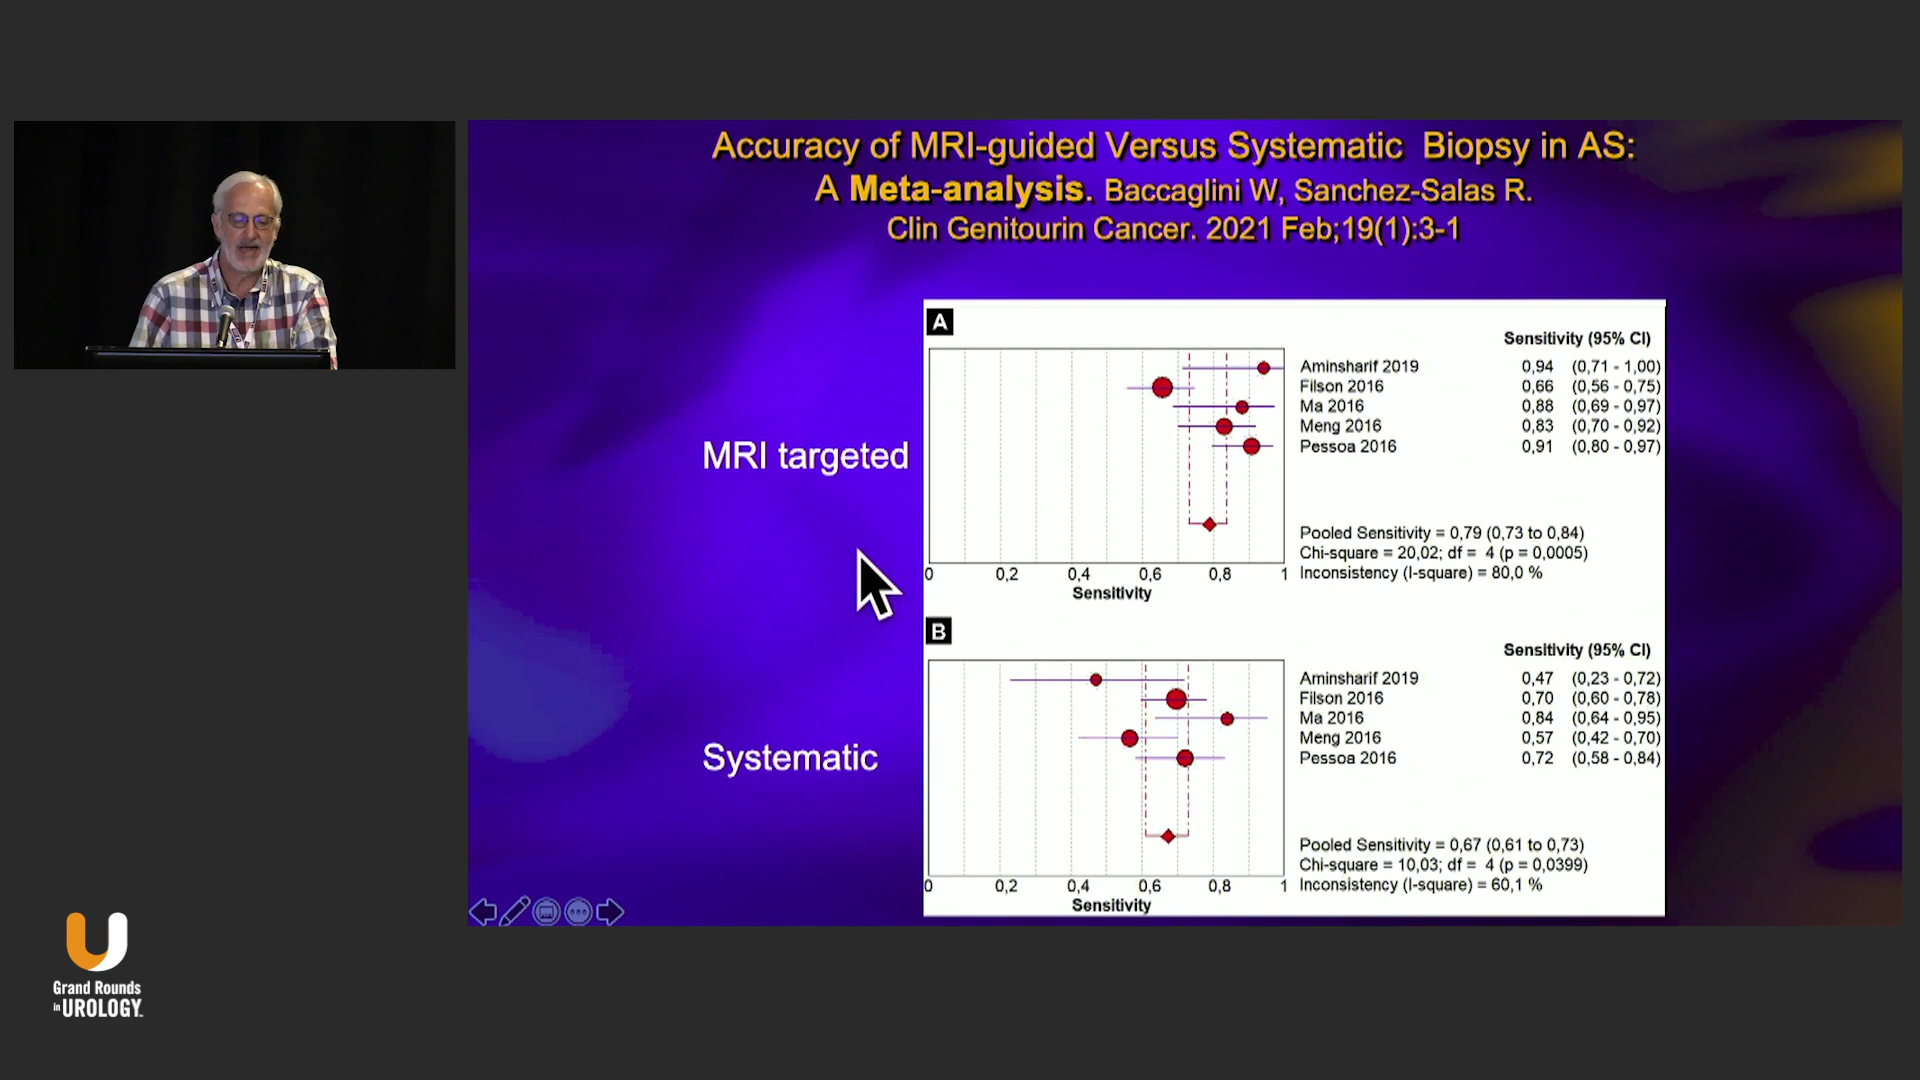 Accuracy of MRI-guided Versus Systematic Biopsy in AS:
A Meta-analysis. Baccaglini W, Sanchez-Salas R.
Clin Genitourin Cancer. 2021 Feb;19(1):3-1
MRI targeted
A
Sensitivity (95% CI)
Aminsharif 2019 0,94 (0,71 - 1,00)
Filson 2016 0,66 (0,56 - 0,75)
Ma 2016 0,88 (0,69 - 0,97)
Meng 2016 0,83 (0,70 - 0,92)
Pessoa 2016 0,91 (0,80 - 0,97)
Pooled Sensitivity = 0,79 (0,73 to 0,84)
Chi-square = 20,02; df = 4 (p = 0,0005)
Inconsistency (I-square) = 80,0 %
0 0,2 0,4 0,6 0,8 1
Sensitivity
Systematic
B
Sensitivity (95% CI)
Aminsharif 2019 0,47 (0,23 - 0,72)
Filson 2016 0,70 (0,60 - 0,78)
Ma 2016 0,84 (0,64 - 0,95)
Meng 2016 0,57 (0,42 - 0,70)
Pessoa 2016 0,72 (0,58 - 0,84)
Pooled Sensitivity = 0,67 (0,61 to 0,73)
Chi-square = 10,03; df = 4 (p = 0,0399)
Inconsistency (I-square) = 60,1 %
0 0,2 0,4 0,6 0,8 1
Sensitivity
Grand Rounds
in UROLOGY